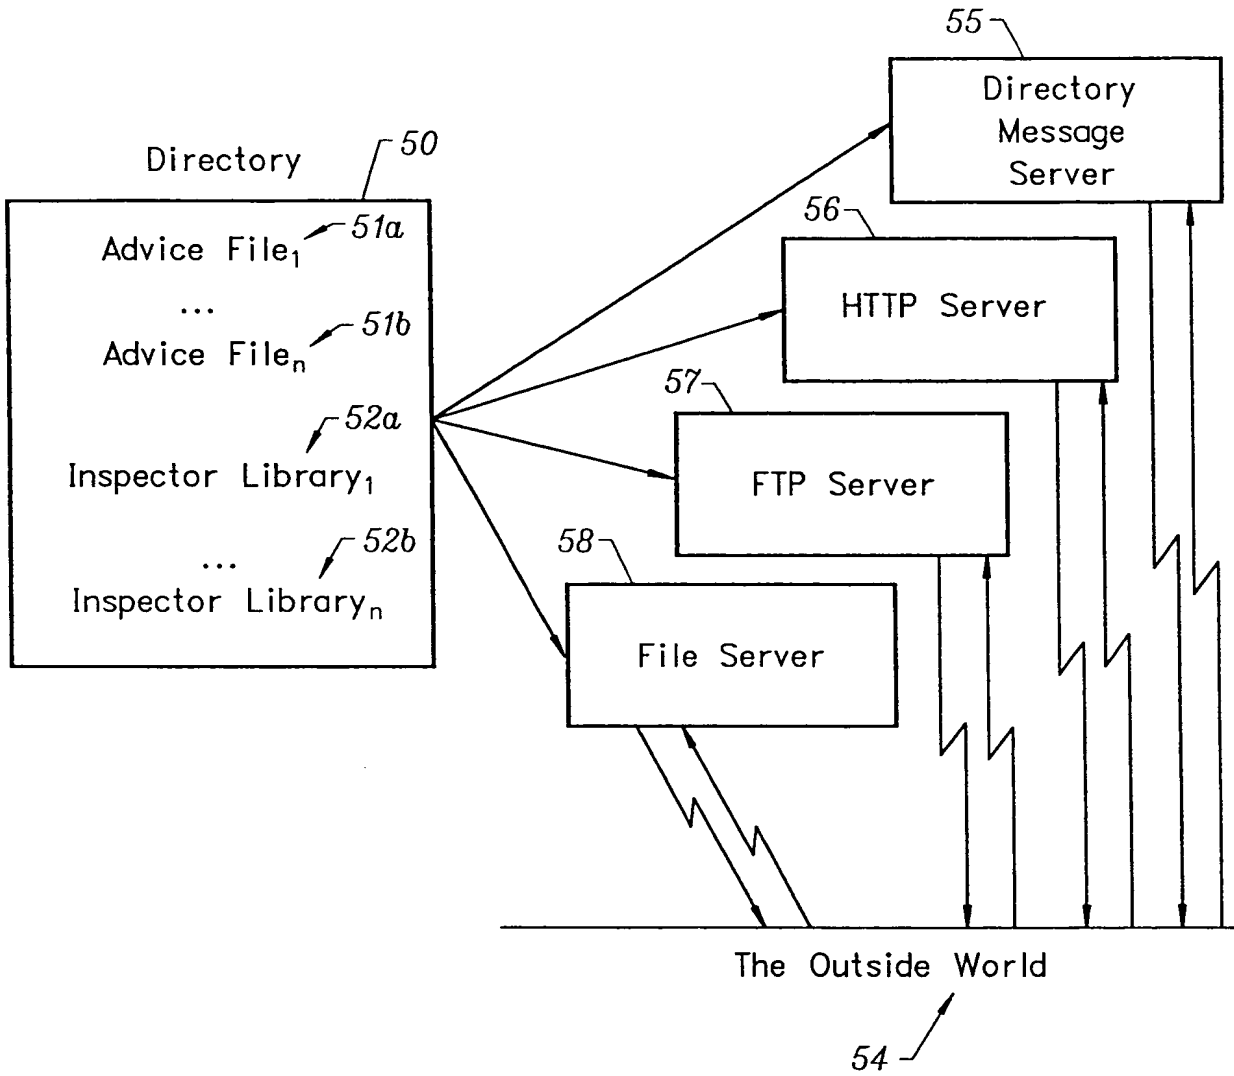 55
Directory
Message
Server
Directory
50
Advice File₁
51a
...
Advice Fileₙ
51b
Inspector Library₁
52a
...
Inspector Libraryₙ
52b
56
HTTP Server
57
FTP Server
58
File Server
The Outside World
54